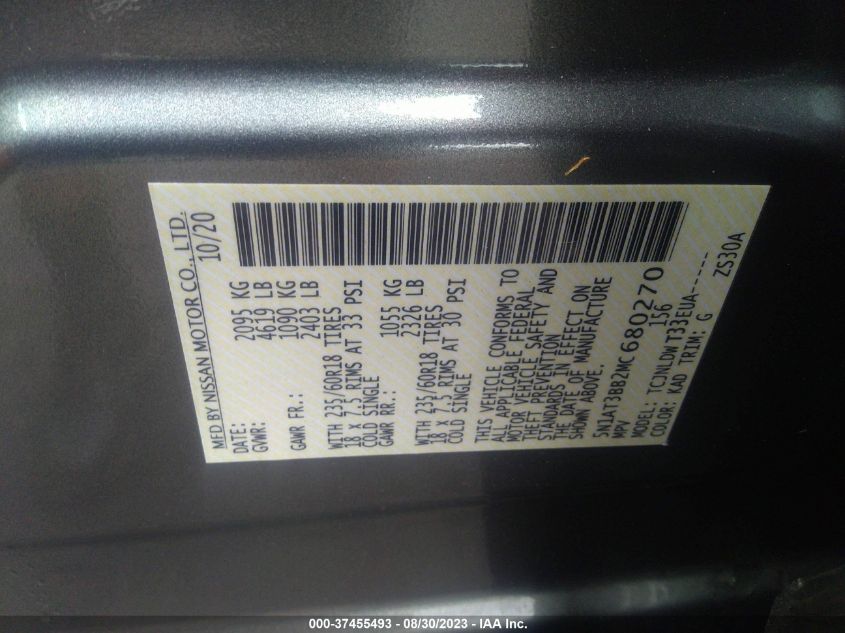 MFD BY NISSAN MOTOR CO., LTD.
DATE: 10/20
GVWR: 2095 KG
4619 LB
GAWR FR.: 1090 KG
2403 LB
WITH 235/60R18 TIRES
18 x 7.5 RIMS AT 33 PSI
COLD SINGLE
GAWR RR.: 1055 KG
2326 LB
WITH 235/60R18 TIRES
18 x 7.5 RIMS AT 30 PSI
COLD SINGLE
THIS VEHICLE CONFORMS TO
ALL APPLICABLE FEDERAL
MOTOR VEHICLE SAFETY AND
THEFT PREVENTION
STANDARDS IN EFFECT ON
THE DATE OF MANUFACTURE
SHOWN ABOVE.
5N1AT3BB2MC680270
MPV 156
MODEL: TCJNLDWT33EUA------
COLOR: KAD TRIM: G ZS30A
000-37455493 - 08/30/2023 - IAA Inc.